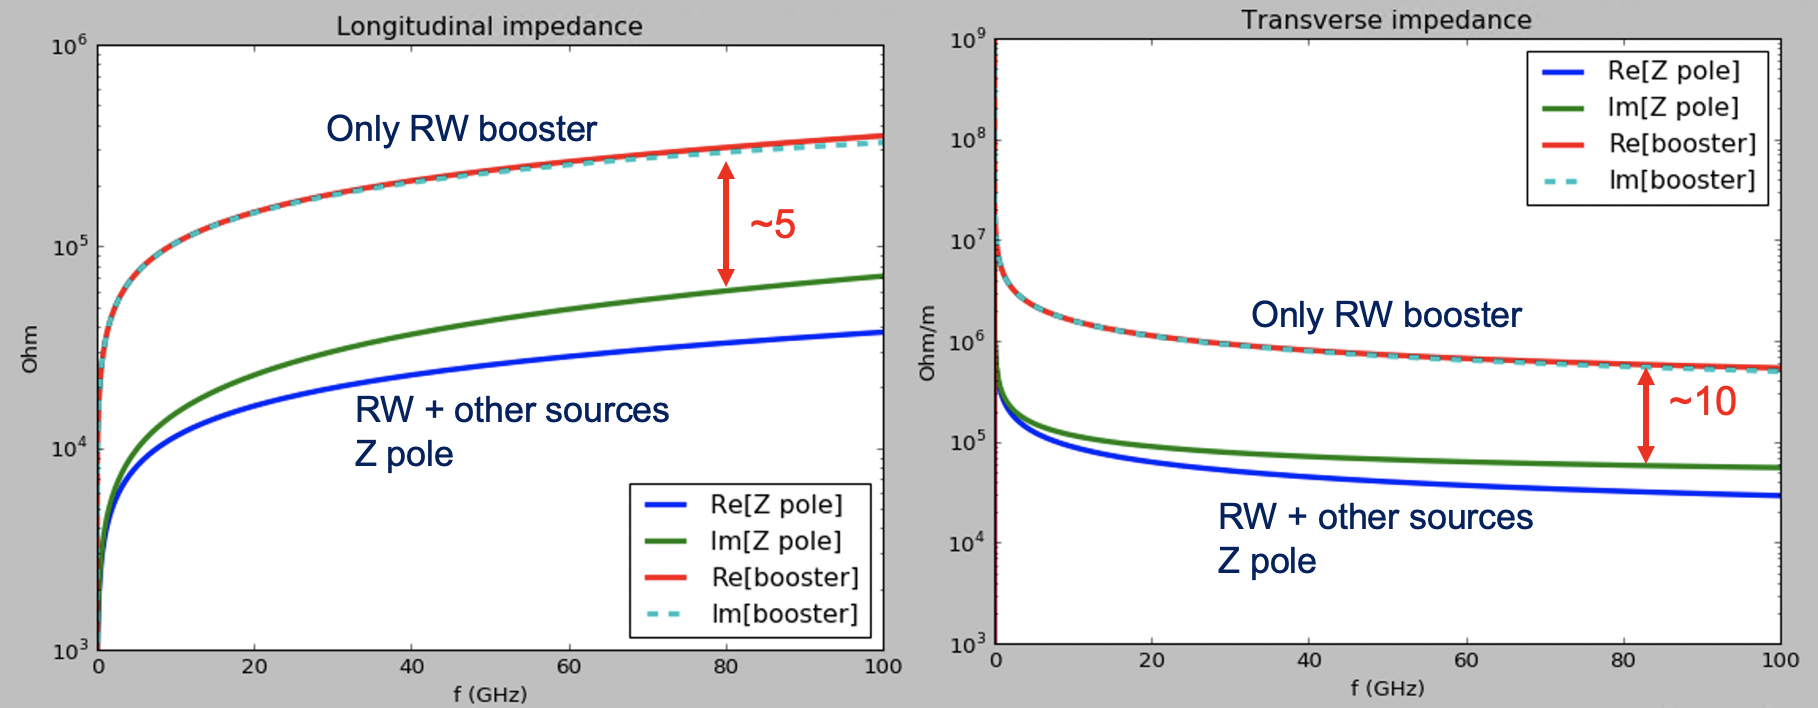 Longitudinal impedance
10^6
10^5
10^4
10^3
Ohm
Only RW booster
~5
RW + other sources
Z pole
Re[Z pole]
Im[Z pole]
Re[booster]
Im[booster]
0 20 40 60 80 100
f (GHz)
Transverse impedance
10^9
10^8
10^7
10^6
10^5
10^4
10^3
Ohm/m
Re[Z pole]
Im[Z pole]
Re[booster]
Im[booster]
Only RW booster
~10
RW + other sources
Z pole
0 20 40 60 80 100
f (GHz)